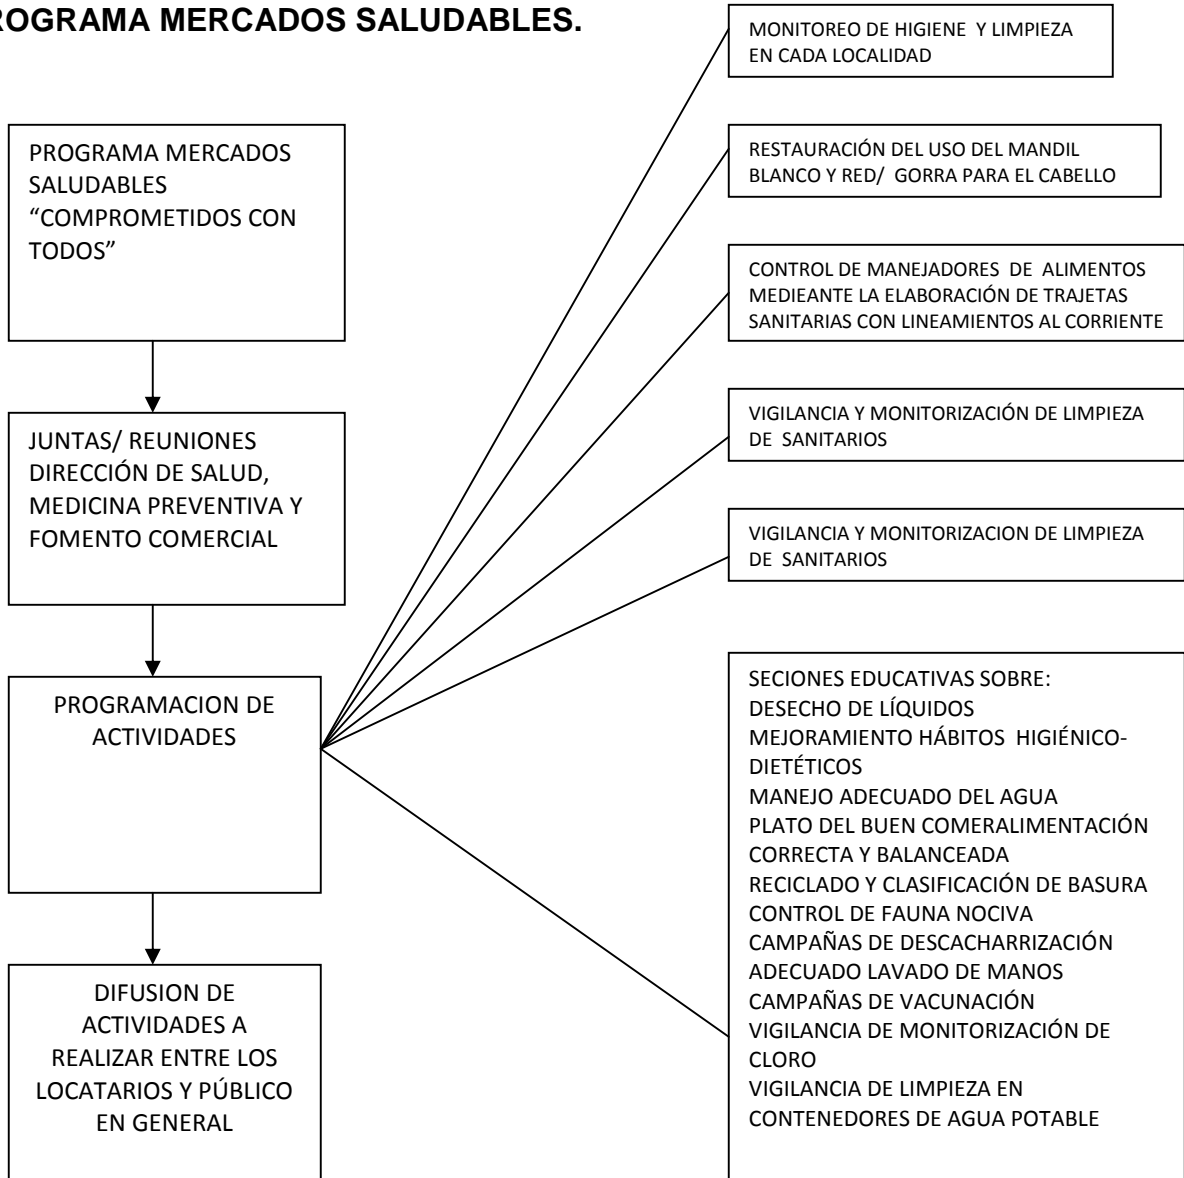 ROGRAMA MERCADOS SALUDABLES.
PROGRAMA MERCADOS
SALUDABLES
“COMPROMETIDOS CON
TODOS”
JUNTAS/ REUNIONES
DIRECCIÓN DE SALUD,
MEDICINA PREVENTIVA Y
FOMENTO COMERCIAL
PROGRAMACION DE
ACTIVIDADES
DIFUSION DE
ACTIVIDADES A
REALIZAR ENTRE LOS
LOCATARIOS Y PÚBLICO
EN GENERAL
MONITOREO DE HIGIENE Y LIMPIEZA
EN CADA LOCALIDAD
RESTAURACIÓN DEL USO DEL MANDIL
BLANCO Y RED/ GORRA PARA EL CABELLO
CONTROL DE MANEJADORES DE ALIMENTOS
MEDIEANTE LA ELABORACIÓN DE TRAJETAS
SANITARIAS CON LINEAMIENTOS AL CORRIENTE
VIGILANCIA Y MONITORIZACIÓN DE LIMPIEZA
DE SANITARIOS
VIGILANCIA Y MONITORIZACION DE LIMPIEZA
DE SANITARIOS
SECIONES EDUCATIVAS SOBRE:
DESECHO DE LÍQUIDOS
MEJORAMIENTO HÁBITOS HIGIÉNICO-
DIETÉTICOS
MANEJO ADECUADO DEL AGUA
PLATO DEL BUEN COMERALIMENTACIÓN
CORRECTA Y BALANCEADA
RECICLADO Y CLASIFICACIÓN DE BASURA
CONTROL DE FAUNA NOCIVA
CAMPAÑAS DE DESCACHARRIZACIÓN
ADECUADO LAVADO DE MANOS
CAMPAÑAS DE VACUNACIÓN
VIGILANCIA DE MONITORIZACIÓN DE
CLORO
VIGILANCIA DE LIMPIEZA EN
CONTENEDORES DE AGUA POTABLE